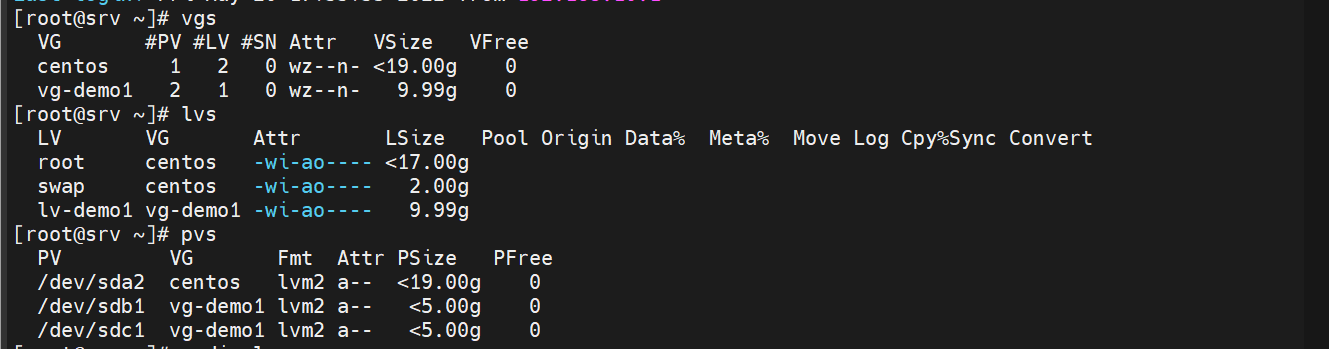 [root@srv ~]# vgs
  VG       #PV #LV #SN Attr   VSize   VFree
  centos     1   2   0 wz--n- <19.00g    0
  vg-demo1   2   1   0 wz--n-   9.99g    0
[root@srv ~]# lvs
  LV       VG       Attr       LSize   Pool Origin Data%  Meta%  Move Log Cpy%Sync Convert
  root     centos   -wi-ao---- <17.00g
  swap     centos   -wi-ao----   2.00g
  lv-demo1 vg-demo1 -wi-ao----   9.99g
[root@srv ~]# pvs
  PV         VG       Fmt  Attr PSize   PFree
  /dev/sda2  centos   lvm2 a--  <19.00g    0
  /dev/sdb1  vg-demo1 lvm2 a--   <5.00g    0
  /dev/sdc1  vg-demo1 lvm2 a--   <5.00g    0